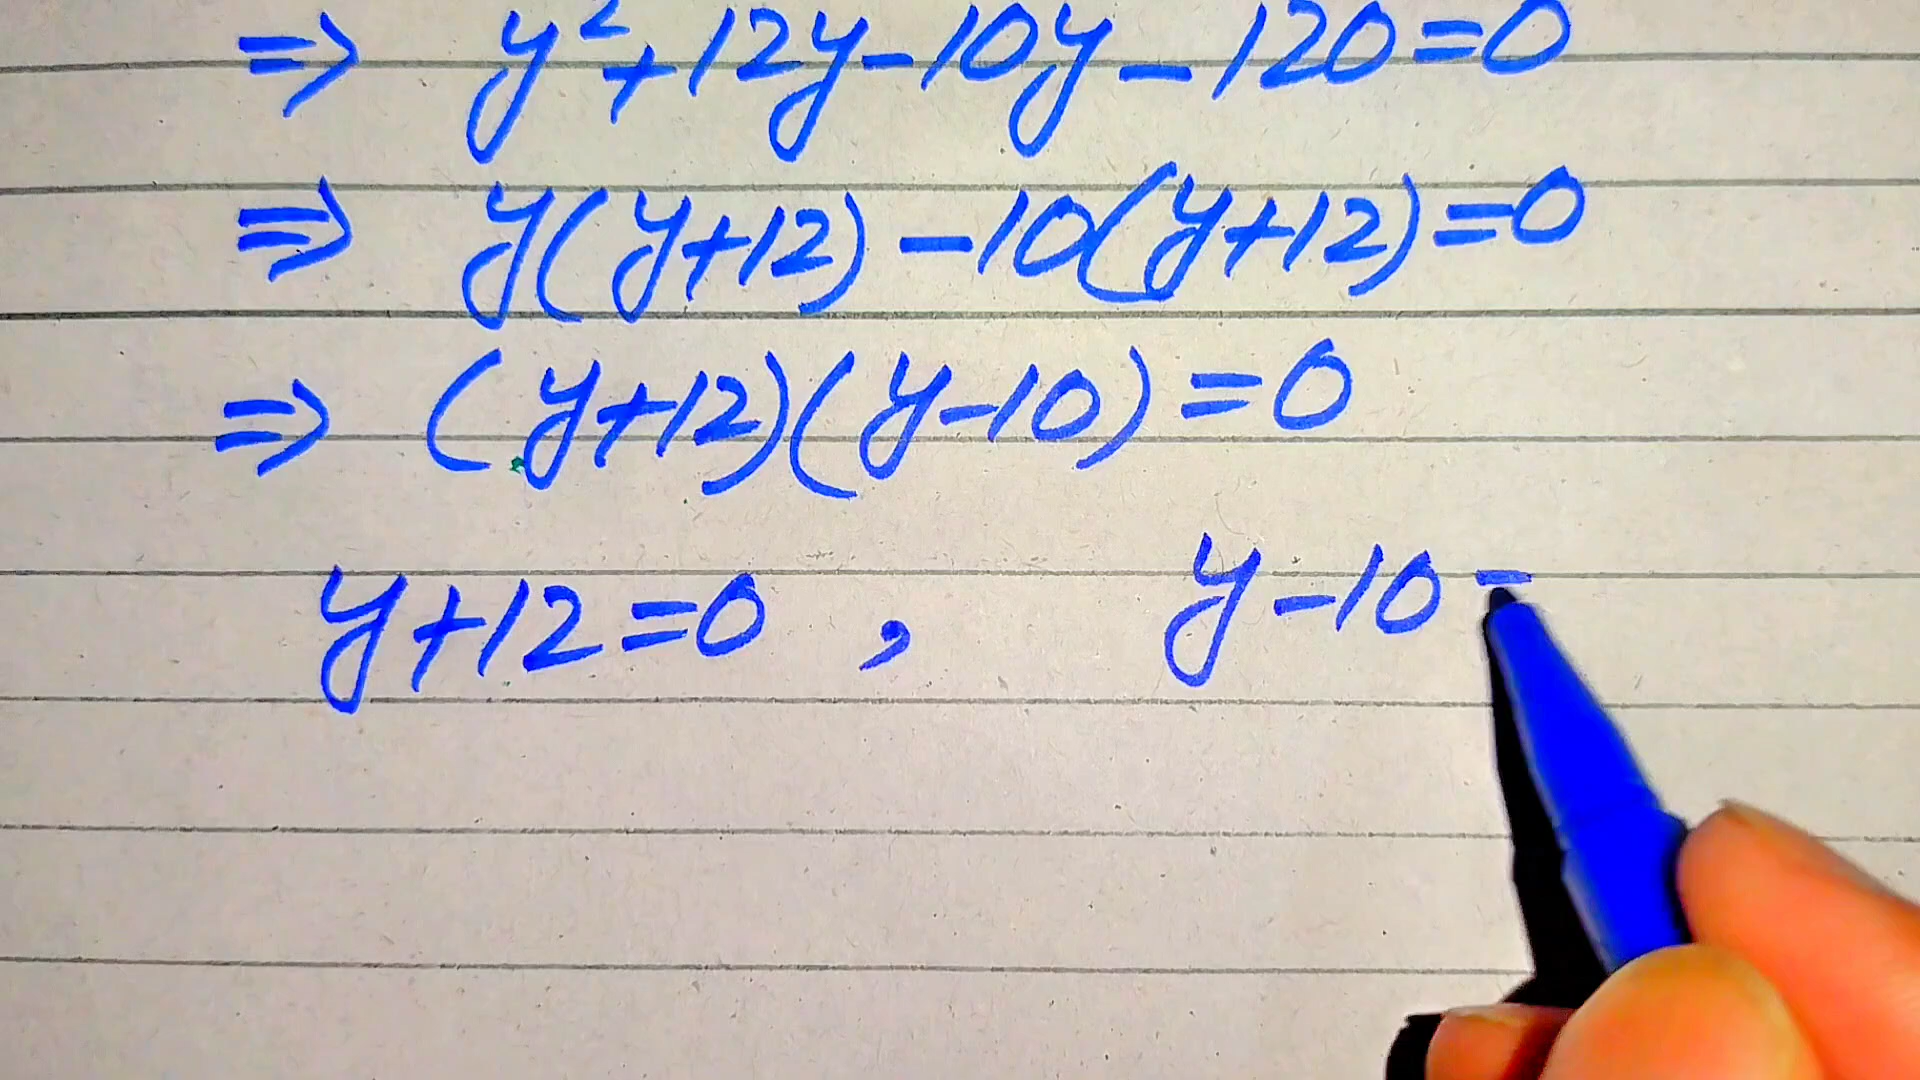 ⇒ y²+12y-10y-120=0
⇒ y(y+12)-10(y+12)=0
⇒ (y+12)(y-10)=0
y+12=0 , y-10 -